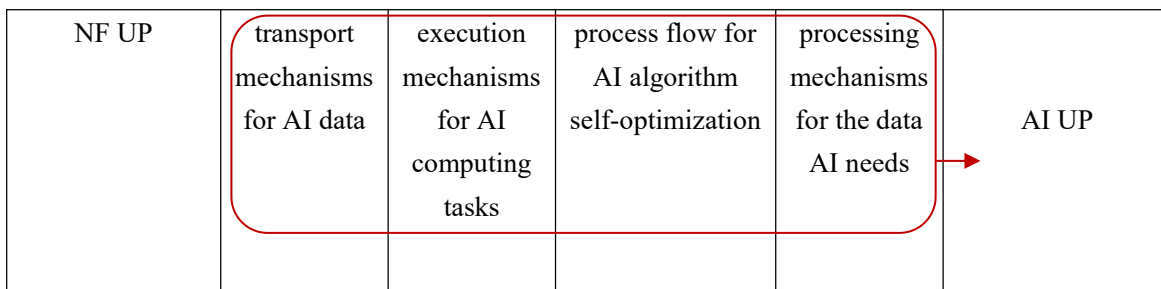 NF UP
transport
mechanisms
for AI data
execution
mechanisms
for AI
computing
tasks
process flow for
AI algorithm
self-optimization
processing
mechanisms
for the data
AI needs
AI UP